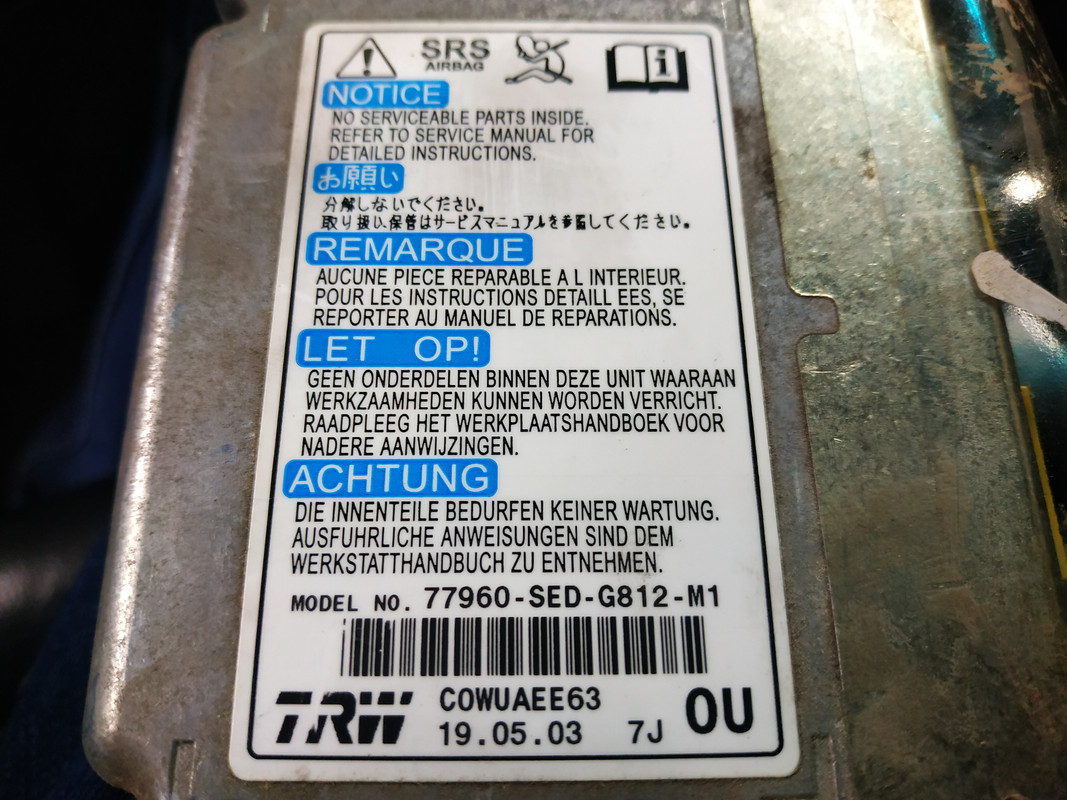 SRS
AIRBAG
NOTICE
NO SERVICEABLE PARTS INSIDE.
REFER TO SERVICE MANUAL FOR
DETAILED INSTRUCTIONS.
お願い
分解しないでください。
取り扱い、保管はサービスマニュアルを参照してください。
REMARQUE
AUCUNE PIECE REPARABLE A L INTERIEUR.
POUR LES INSTRUCTIONS DETAILL EES, SE
REPORTER AU MANUEL DE REPARATIONS.
LET OP!
GEEN ONDERDELEN BINNEN DEZE UNIT WAARAAN
WERKZAAMHEDEN KUNNEN WORDEN VERRICHT.
RAADPLEEG HET WERKPLAATSHANDBOEK VOOR
NADERE AANWIJZINGEN.
ACHTUNG
DIE INNENTEILE BEDURFEN KEINER WARTUNG.
AUSFUHRLICHE ANWEISUNGEN SIND DEM
WERKSTATTHANDBUCH ZU ENTNEHMEN.
MODEL NO. 77960-SED-G812-M1
TRW COWUAEE63 OU
19.05.03 7J